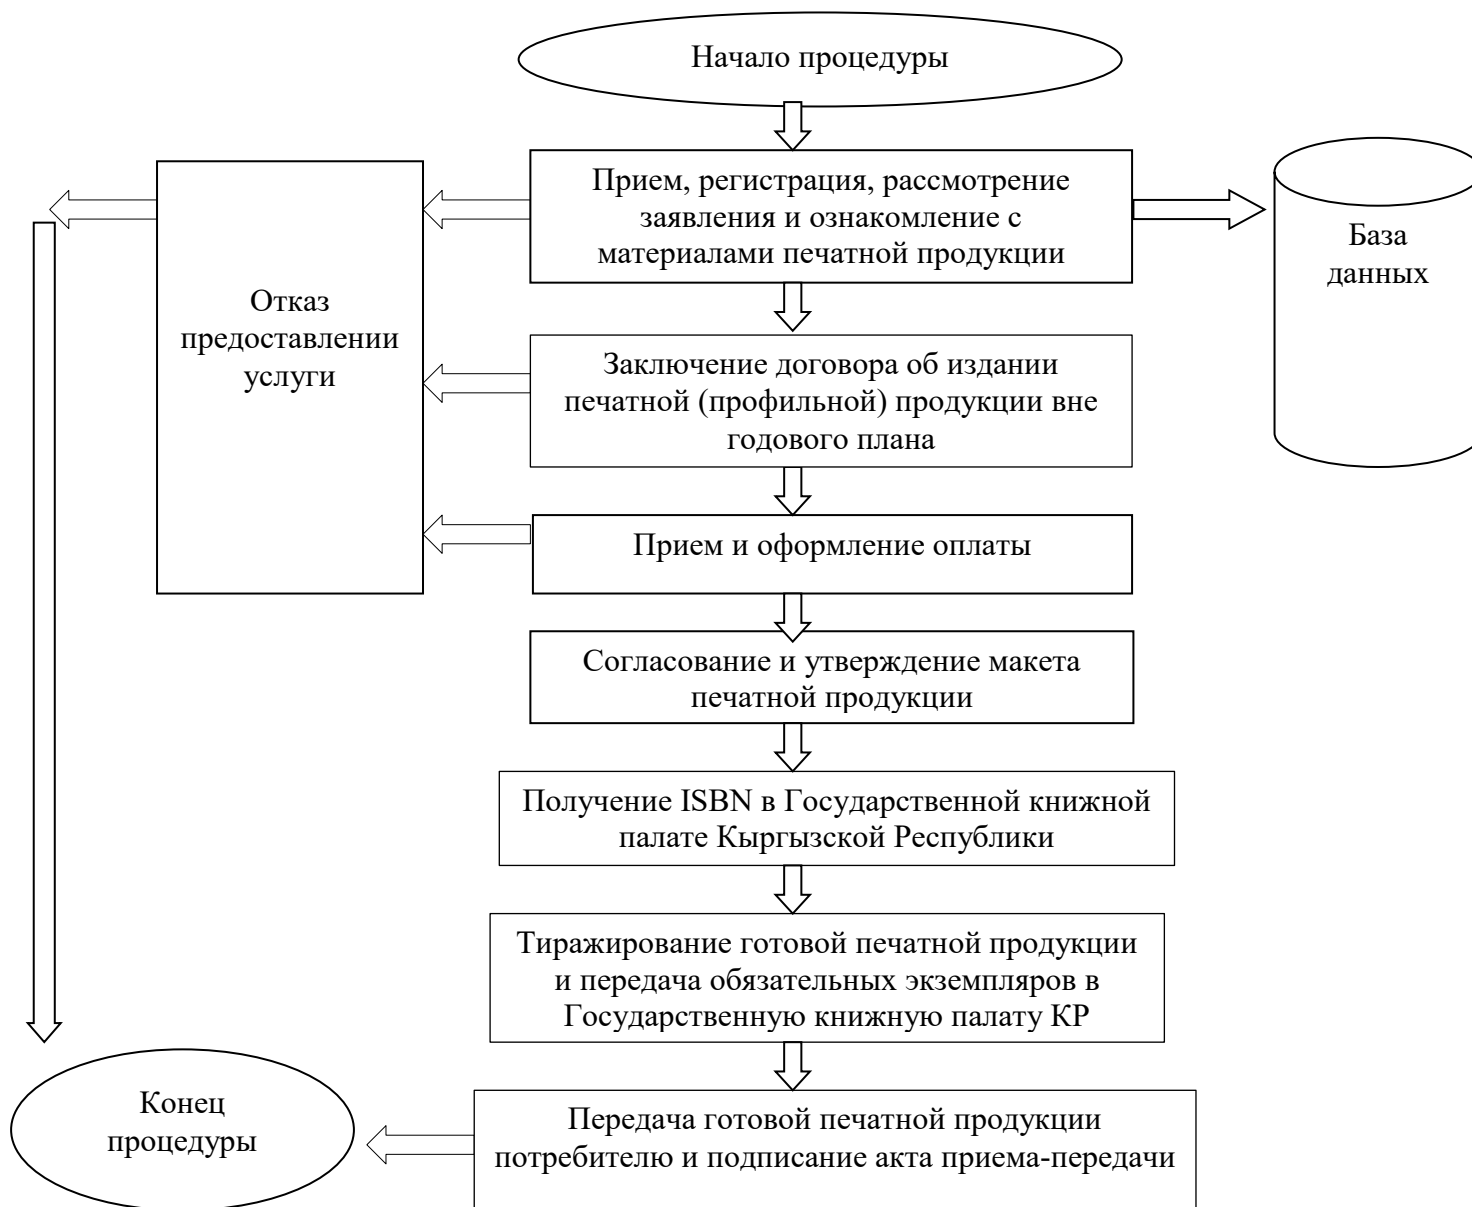 Начало процедуры
Прием, регистрация, рассмотрение
заявления и ознакомление с
материалами печатной продукции
База
данных
Отказ
предоставлении
услуги
Заключение договора об издании
печатной (профильной) продукции вне
годового плана
Прием и оформление оплаты
Согласование и утверждение макета
печатной продукции
Получение ISBN в Государственной книжной
палате Кыргызской Республики
Тиражирование готовой печатной продукции
и передача обязательных экземпляров в
Государственную книжную палату КР
Конец
процедуры
Передача готовой печатной продукции
потребителю и подписание акта приема-передачи